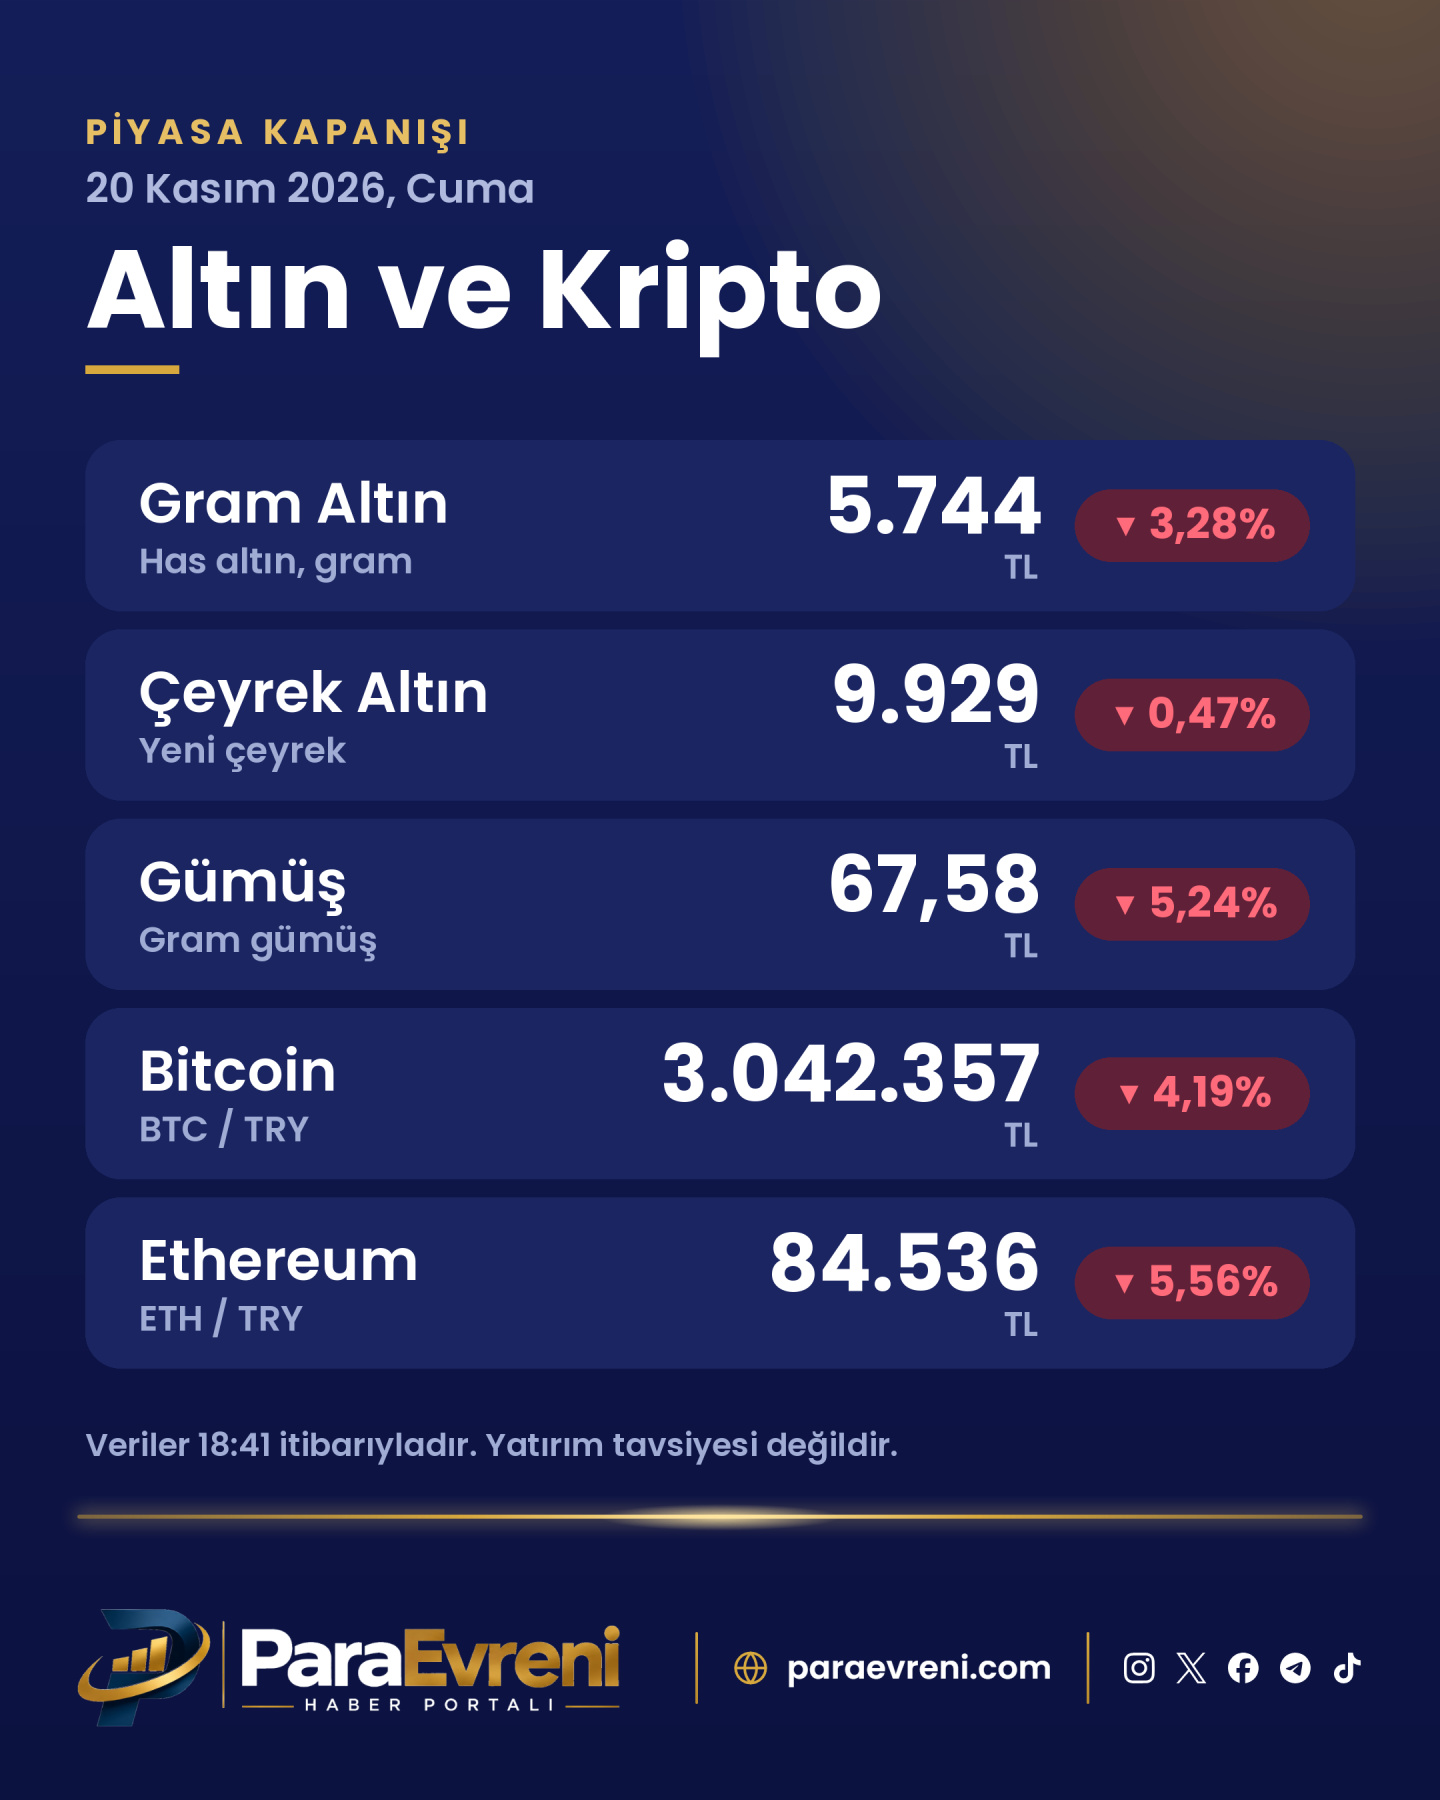 PİYASA KAPANIŞI
20 Kasım 2026, Cuma
Altın ve Kripto
Gram Altın
Has altın, gram
5.744
TL
▼ 3,28%
Çeyrek Altın
Yeni çeyrek
9.929
TL
▼ 0,47%
Gümüş
Gram gümüş
67,58
TL
▼ 5,24%
Bitcoin
BTC / TRY
3.042.357
TL
▼ 4,19%
Ethereum
ETH / TRY
84.536
TL
▼ 5,56%
Veriler 18:41 itibarıyladır. Yatırım tavsiyesi değildir.
ParaEvreni
HABER PORTALI
paraevreni.com